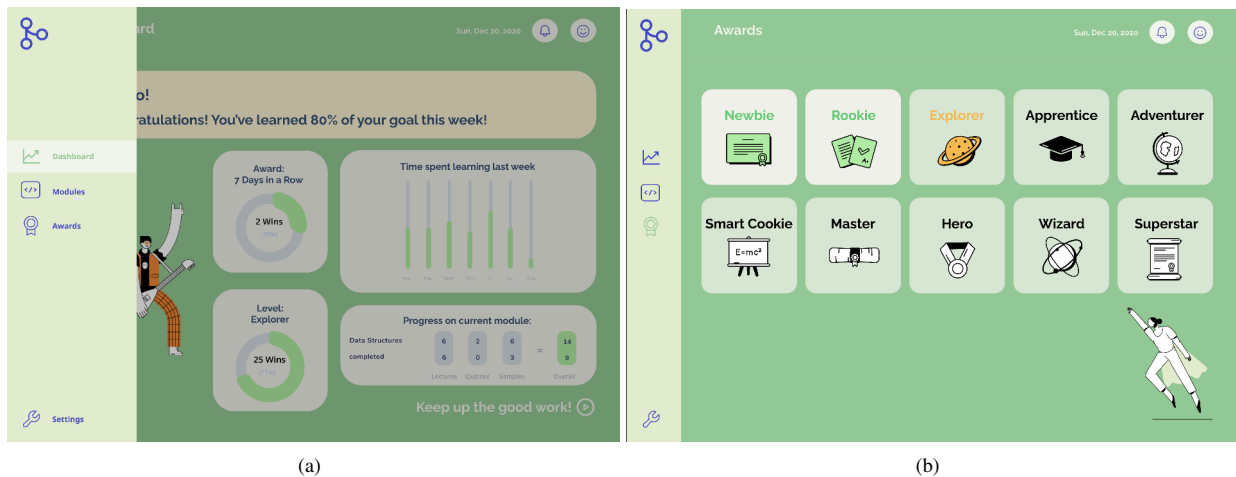 ard
Sun, Dec 20, 2020
o!
ratulations! You've learned 80% of your goal this week!
Dashboard
Modules
Awards
Settings
Award:
7 Days in a Row
2 Wins
(29%)
Level:
Explorer
25 Wins
(71%)
Time spent learning last week
Progress on current module:
Data Structures 6 2 6 = 14
completed 6 0 3 9
Lectures Quizzes Samples Overall
Keep up the good work!
(a)
Awards
Sun, Dec 20, 2020
Newbie Rookie Explorer Apprentice Adventurer
Smart Cookie Master Hero Wizard Superstar
E=mc²
(b)